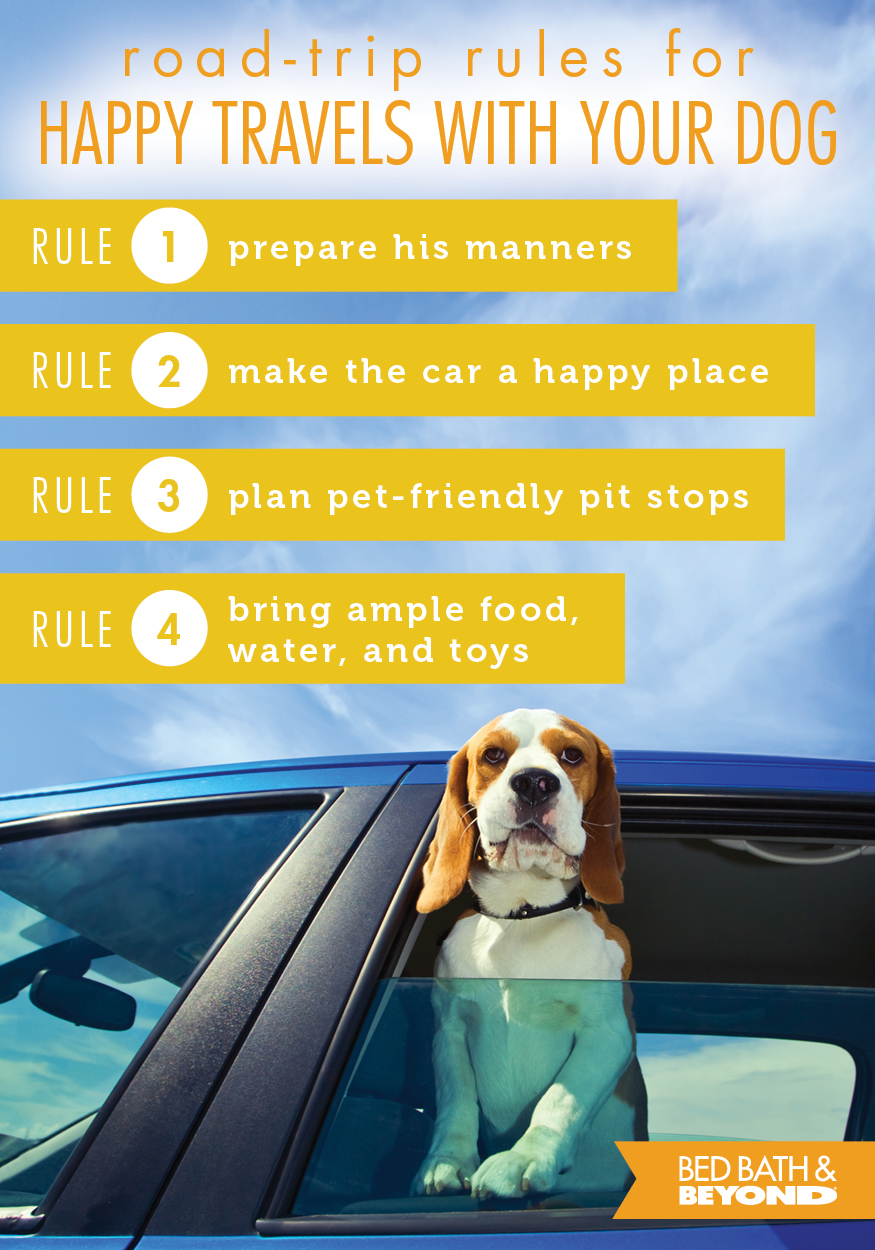 road-trip rules for
HAPPY TRAVELS WITH YOUR DOG
RULE 1 prepare his manners
RULE 2 make the car a happy place
RULE 3 plan pet-friendly pit stops
RULE 4 bring ample food,
water, and toys
BED BATH &
BEYOND